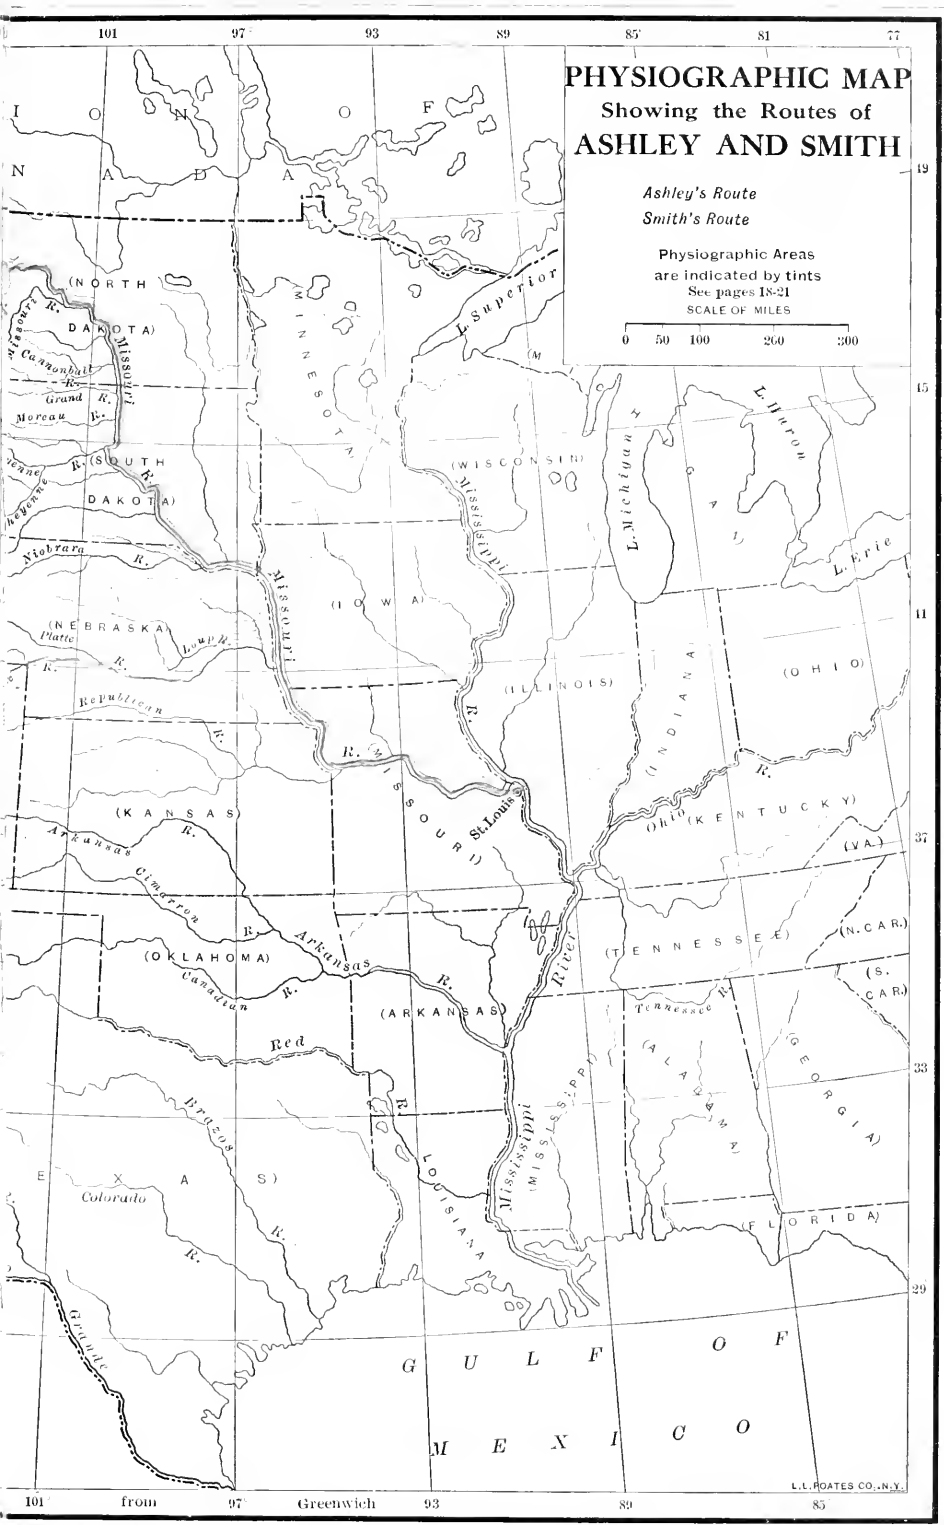 101 97 93 89 85 81 77
PHYSIOGRAPHIC MAP
Showing the Routes of
ASHLEY AND SMITH
Ashley's Route
Smith's Route
Physiographic Areas
are indicated by tints
See pages 18-21
SCALE OF MILES
0 50 100 200 300
I O N O F
N A D A
49
(NORTH
DAKOTA)
Missouri R.
Missouri
Cannonball
R.
Grand R.
Moreau R.
R. (SOUTH
DAKOTA)
R.
Cheyenne
Niobrara R.
MINNESOTA
L. Superior
(M
I
C
H
I
G
A
N)
L. Huron
L. Michigan
L. Erie
45
(WISCONSIN)
Mississippi
Missouri
(IOWA)
41
(NEBRASKA)
Platte
R.
R.
Loup R.
Republican
R.
(ILLINOIS)
R.
(INDIANA)
(OHIO)
R.
R.
(MISSOURI)
St. Louis
Ohio
(KENTUCKY)
(KANSAS)
Arkansas
R.
37
(VA.)
Cimarron
R.
(N. CAR.)
(TENNESSEE)
Arkansas
R.
River
(OKLAHOMA)
Canadian
R.
(S.
CAR.)
Tennessee R.
(ARKANSAS)
Red
R.
(ALABAMA)
(GEORGIA)
33
Brazos
R.
Mississippi
(MISSISSIPPI)
LOUISIANA
E X A S)
Colorado
R.
(FLORIDA)
29
Grande
GULF OF
MEXICO
L.L. POATES CO., N.Y.
101 from 97 Greenwich 93 89 85